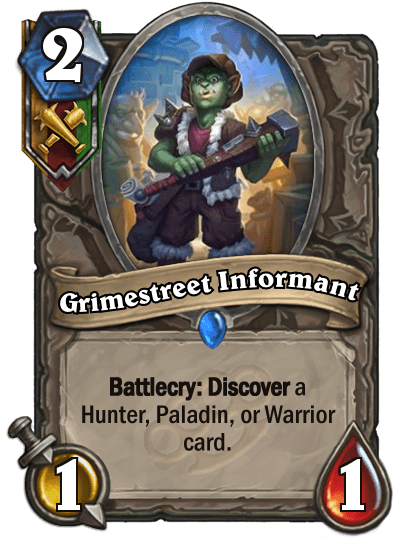 2
Grimestreet Informant
Battlecry: Discover a
Hunter, Paladin, or Warrior
card.
1
1